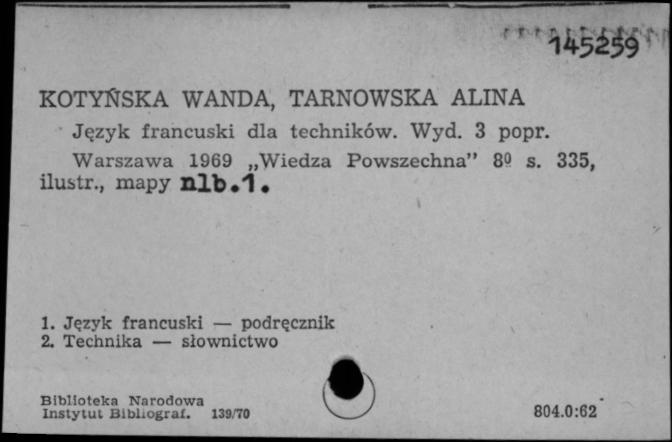 145259
KOTYŃSKA WANDA, TARNOWSKA ALINA
Język francuski dla techników. Wyd. 3 popr.
Warszawa 1969 „Wiedza Powszechna” 8º s. 335,
ilustr., mapy nlb.1.
1. Język francuski — podręcznik
2. Technika — słownictwo
Biblioteka Narodowa
Instytut Bibliograf. 139/70
804.0:62